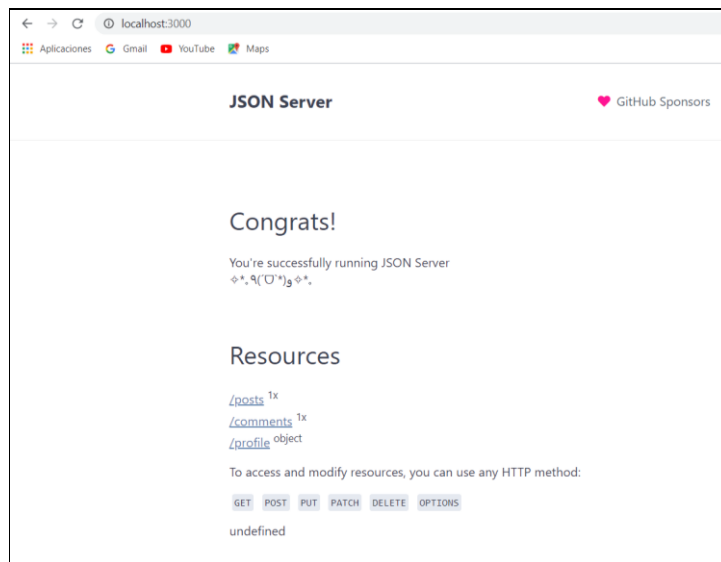 localhost:3000
Aplicaciones Gmail YouTube Maps
JSON Server GitHub Sponsors
Congrats!
You're successfully running JSON Server
✧*｡٩(ˊᗜˋ*)و✧*｡
Resources
/posts 1x
/comments 1x
/profile object
To access and modify resources, you can use any HTTP method:
GET POST PUT PATCH DELETE OPTIONS
undefined